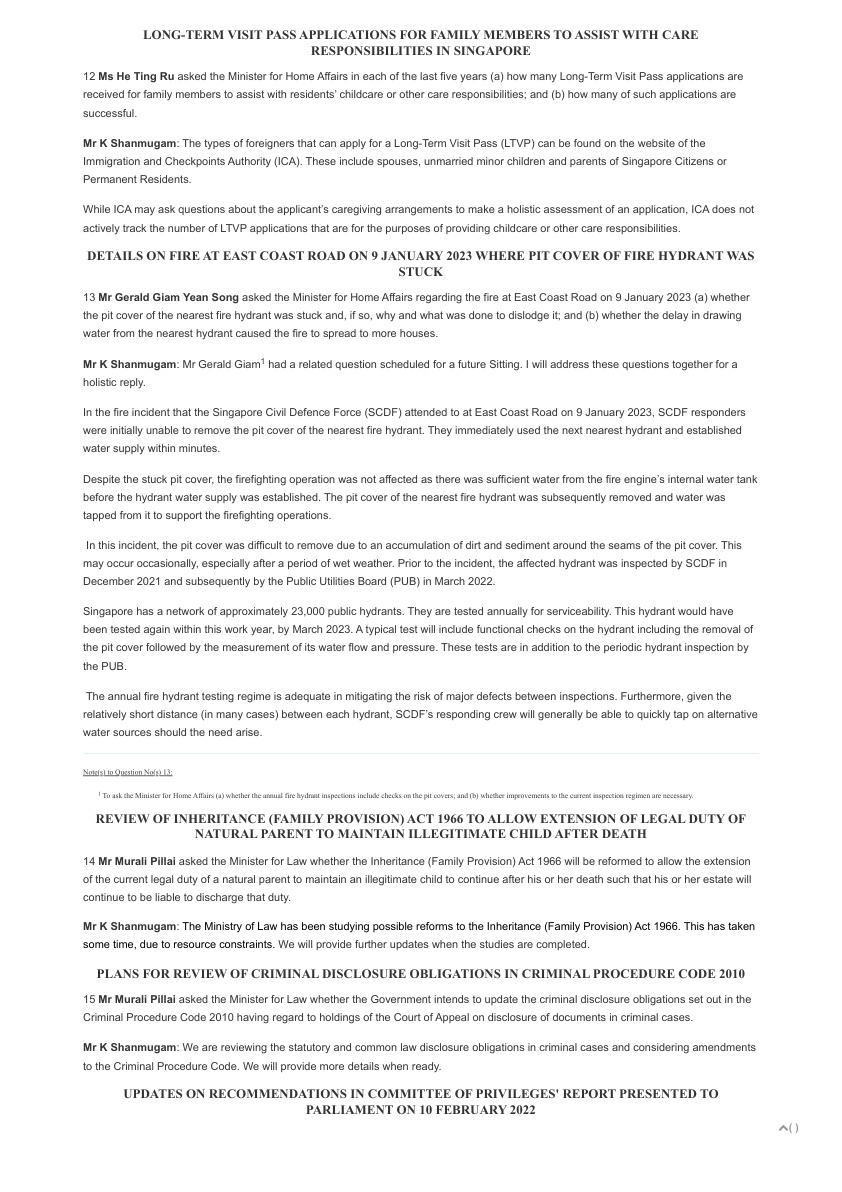 LONG-TERM VISIT PASS APPLICATIONS FOR FAMILY MEMBERS TO ASSIST WITH CARE
RESPONSIBILITIES IN SINGAPORE
12 Ms He Ting Ru asked the Minister for Home Affairs in each of the last five years (a) how many Long-Term Visit Pass applications are
received for family members to assist with residents' childcare or other care responsibilities; and (b) how many of such applications are
successful.
Mr K Shanmugam: The types of foreigners that can apply for a Long-Term Visit Pass (LTVP) can be found on the website of the
Immigration and Checkpoints Authority (ICA). These include spouses, unmarried minor children and parents of Singapore Citizens or
Permanent Residents.
While ICA may ask questions about the applicant's caregiving arrangements to make a holistic assessment of an application, ICA does not
actively track the number of LTVP applications that are for the purposes of providing childcare or other care responsibilities.
DETAILS ON FIRE AT EAST COAST ROAD ON 9 JANUARY 2023 WHERE PIT COVER OF FIRE HYDRANT WAS
STUCK
13 Mr Gerald Giam Yean Song asked the Minister for Home Affairs regarding the fire at East Coast Road on 9 January 2023 (a) whether
the pit cover of the nearest fire hydrant was stuck and, if so, why and what was done to dislodge it; and (b) whether the delay in drawing
water from the nearest hydrant caused the fire to spread to more houses.
Mr K Shanmugam: Mr Gerald Giam1 had a related question scheduled for a future Sitting. I will address these questions together for a
holistic reply.
In the fire incident that the Singapore Civil Defence Force (SCDF) attended to at East Coast Road on 9 January 2023, SCDF responders
were initially unable to remove the pit cover of the nearest fire hydrant. They immediately used the next nearest hydrant and established
water supply within minutes.
Despite the stuck pit cover, the firefighting operation was not affected as there was sufficient water from the fire engine's internal water tank
before the hydrant water supply was established. The pit cover of the nearest fire hydrant was subsequently removed and water was
tapped from it to support the firefighting operations.
In this incident, the pit cover was difficult to remove due to an accumulation of dirt and sediment around the seams of the pit cover. This
may occur occasionally, especially after a period of wet weather. Prior to the incident, the affected hydrant was inspected by SCDF in
December 2021 and subsequently by the Public Utilities Board (PUB) in March 2022.
Singapore has a network of approximately 23,000 public hydrants. They are tested annually for serviceability. This hydrant would have
been tested again within this work year, by March 2023. A typical test will include functional checks on the hydrant including the removal of
the pit cover followed by the measurement of its water flow and pressure. These tests are in addition to the periodic hydrant inspection by
the PUB.
The annual fire hydrant testing regime is adequate in mitigating the risk of major defects between inspections. Furthermore, given the
relatively short distance (in many cases) between each hydrant, SCDF's responding crew will generally be able to quickly tap on alternative
water sources should the need arise.
Note(s) to Question No(s) 13:
1 To ask the Minister for Home Affairs (a) whether the annual fire hydrant inspections include checks on the pit covers; and (b) whether improvements to the current inspection regimen are necessary.
REVIEW OF INHERITANCE (FAMILY PROVISION) ACT 1966 TO ALLOW EXTENSION OF LEGAL DUTY OF
NATURAL PARENT TO MAINTAIN ILLEGITIMATE CHILD AFTER DEATH
14 Mr Murali Pillai asked the Minister for Law whether the Inheritance (Family Provision) Act 1966 will be reformed to allow the extension
of the current legal duty of a natural parent to maintain an illegitimate child to continue after his or her death such that his or her estate will
continue to be liable to discharge that duty.
Mr K Shanmugam: The Ministry of Law has been studying possible reforms to the Inheritance (Family Provision) Act 1966. This has taken
some time, due to resource constraints. We will provide further updates when the studies are completed.
PLANS FOR REVIEW OF CRIMINAL DISCLOSURE OBLIGATIONS IN CRIMINAL PROCEDURE CODE 2010
15 Mr Murali Pillai asked the Minister for Law whether the Government intends to update the criminal disclosure obligations set out in the
Criminal Procedure Code 2010 having regard to holdings of the Court of Appeal on disclosure of documents in criminal cases.
Mr K Shanmugam: We are reviewing the statutory and common law disclosure obligations in criminal cases and considering amendments
to the Criminal Procedure Code. We will provide more details when ready.
UPDATES ON RECOMMENDATIONS IN COMMITTEE OF PRIVILEGES' REPORT PRESENTED TO
PARLIAMENT ON 10 FEBRUARY 2022
( )